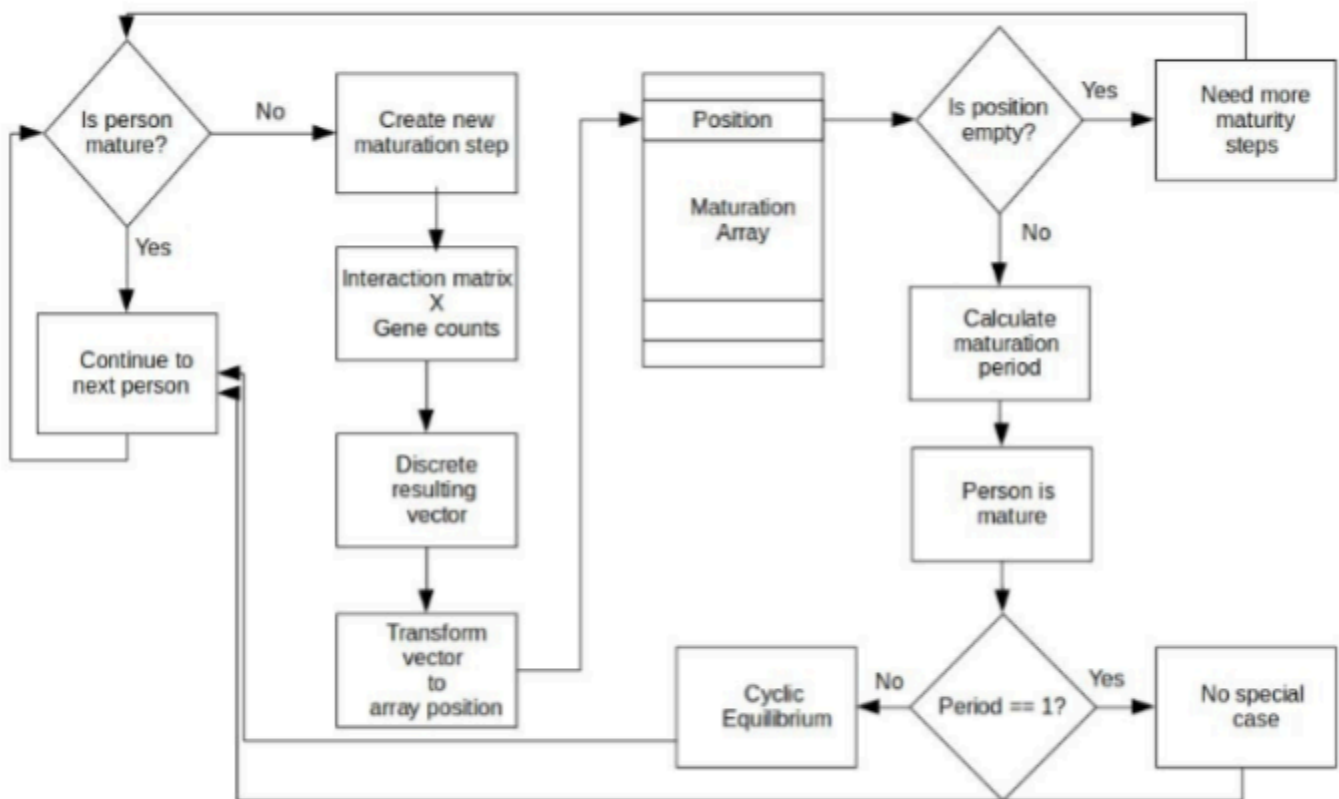 Is person
mature?
No
Yes
Continue to
next person
Create new
maturation step
Interaction matrix
X
Gene counts
Discrete
resulting
vector
Transform
vector
to
array position
Position
Maturation
Array
Is position
empty?
Yes
Need more
maturity
steps
No
Calculate
maturation
period
Person is
mature
Period == 1?
No
Cyclic
Equilibrium
Yes
No special
case